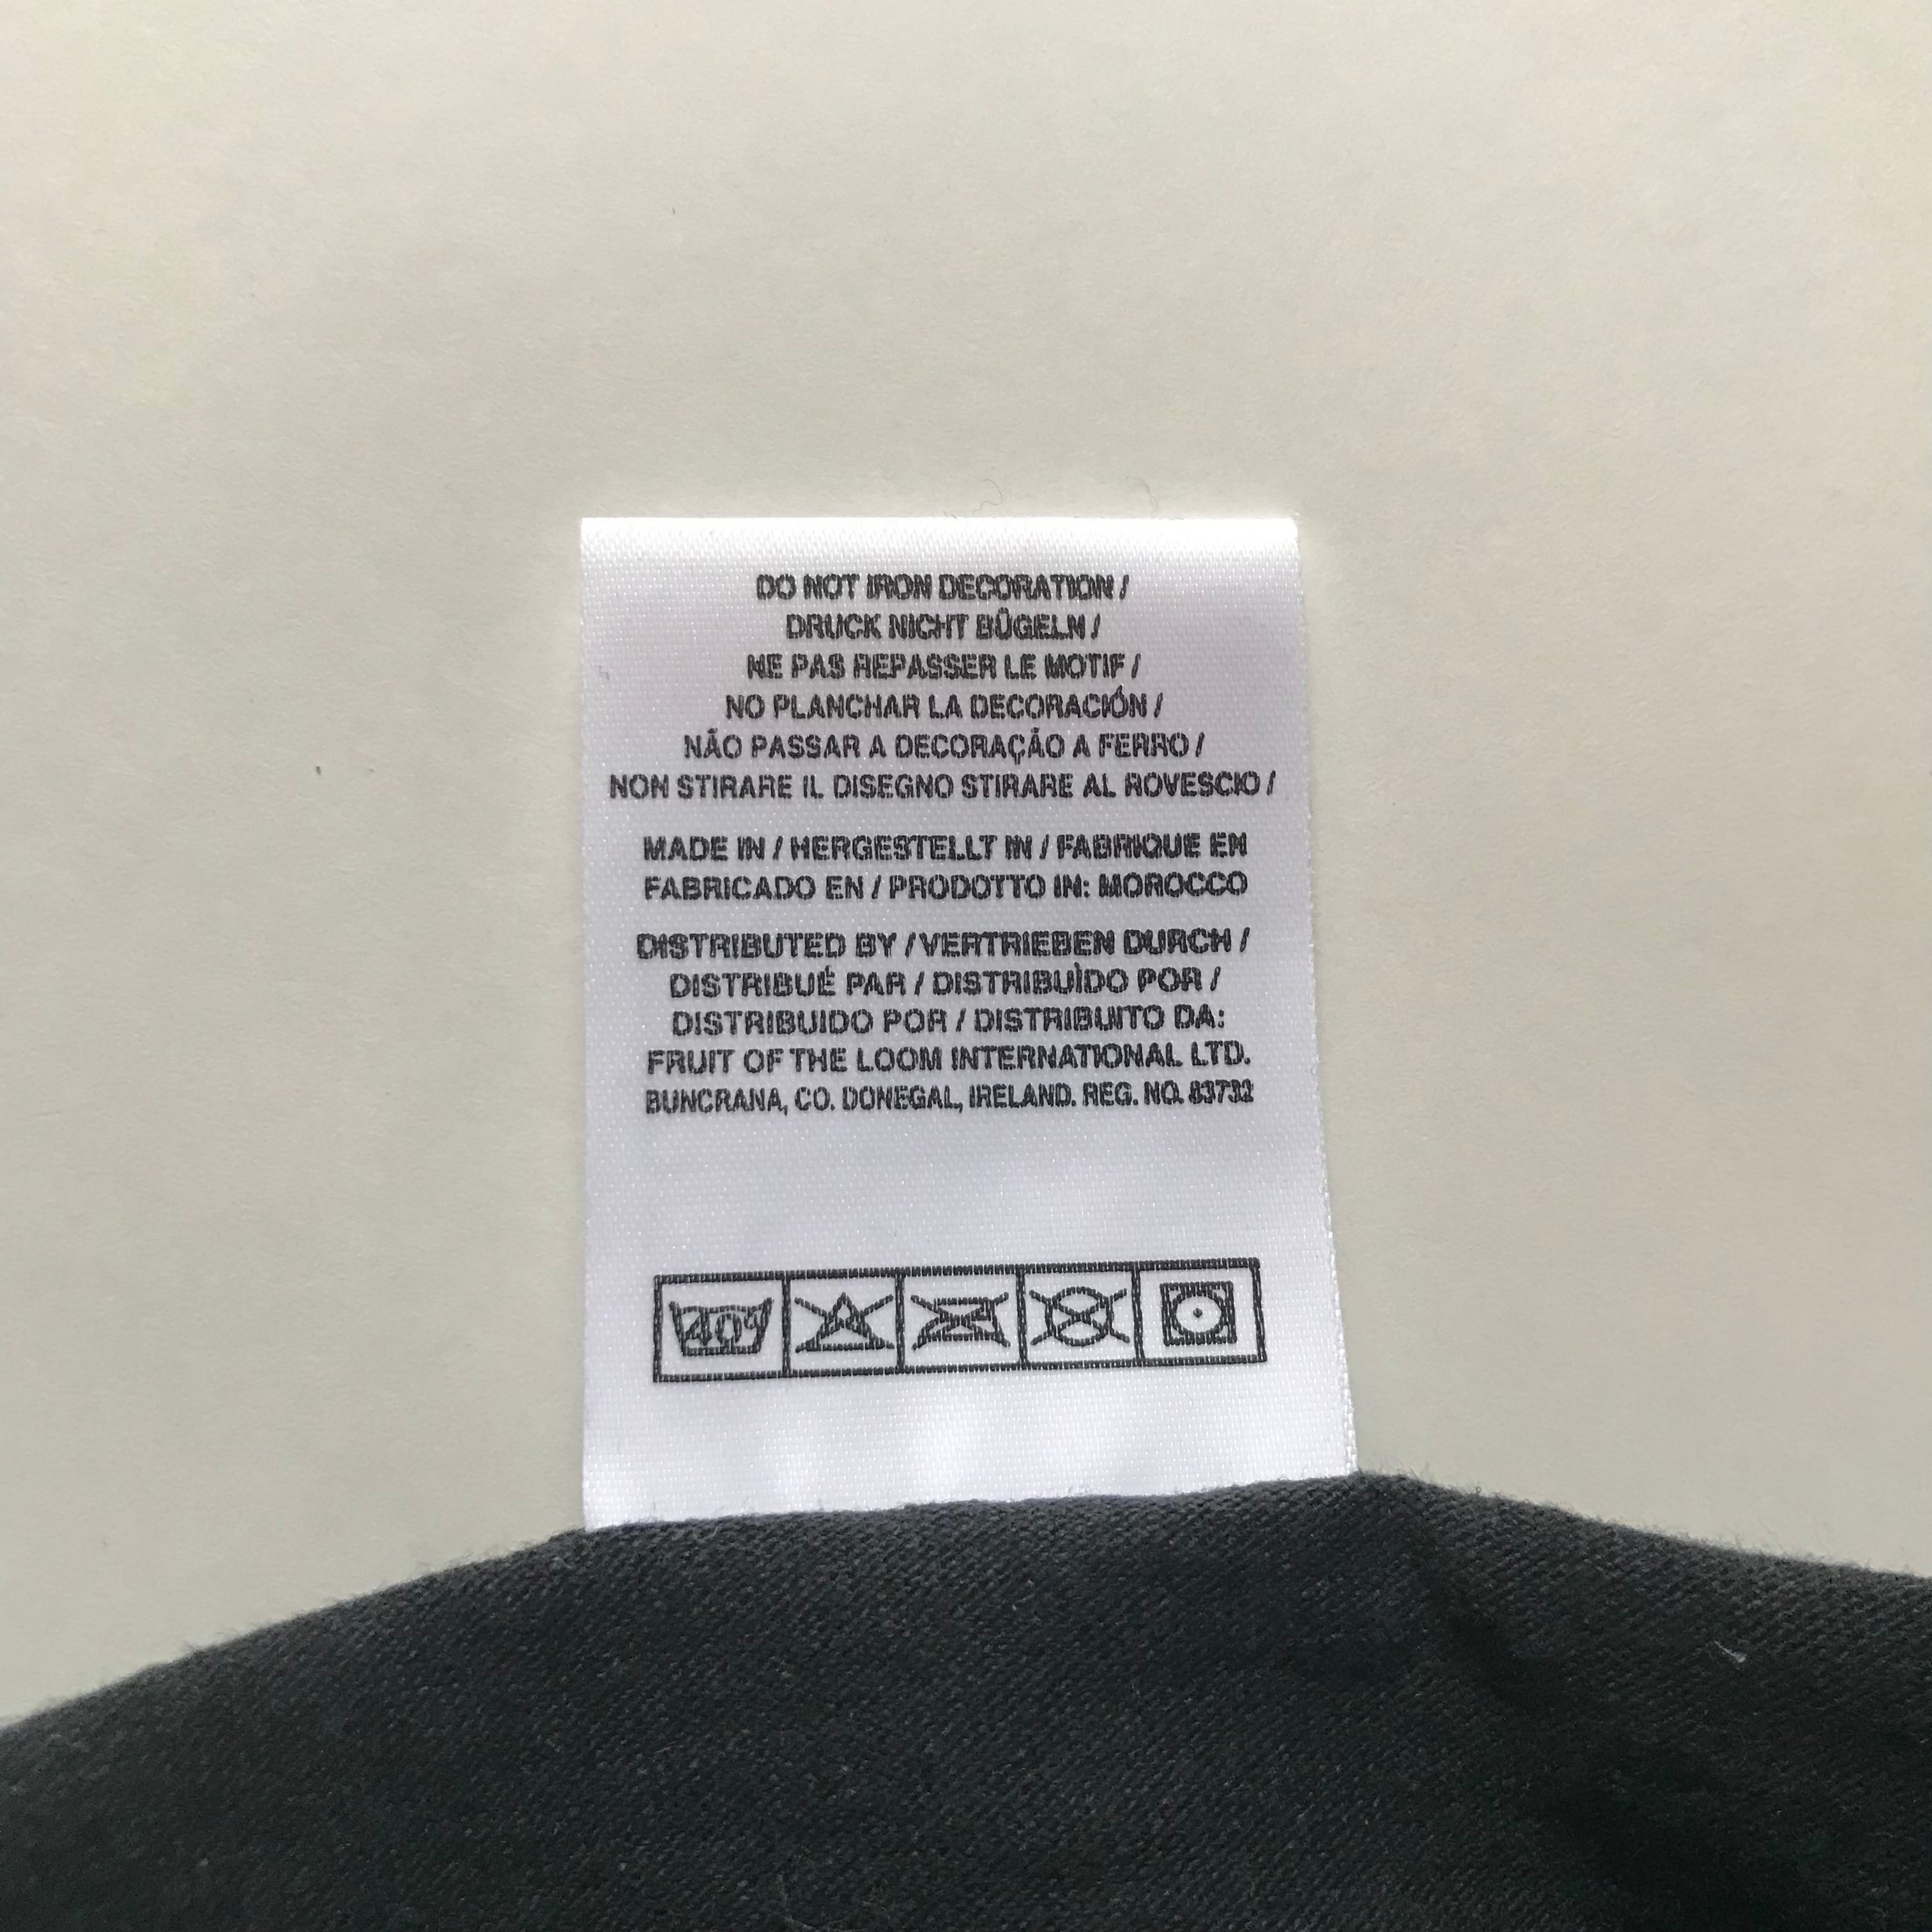 DO NOT IRON DECORATION /
DRUCK NICHT BÜGELN /
NE PAS REPASSER LE MOTIF /
NO PLANCHAR LA DECORACIÓN /
NÃO PASSAR A DECORAÇÃO A FERRO /
NON STIRARE IL DISEGNO STIRARE AL ROVESCIO /
MADE IN / HERGESTELLT IN / FABRIQUE EN
FABRICADO EN / PRODOTTO IN: MOROCCO
DISTRIBUTED BY / VERTRIEBEN DURCH /
DISTRIBUÉ PAR / DISTRIBUÌDO POR /
DISTRIBUIDO POR / DISTRIBUITO DA:
FRUIT OF THE LOOM INTERNATIONAL LTD.
BUNCRANA, CO. DONEGAL, IRELAND. REG. NO. 63732
40°